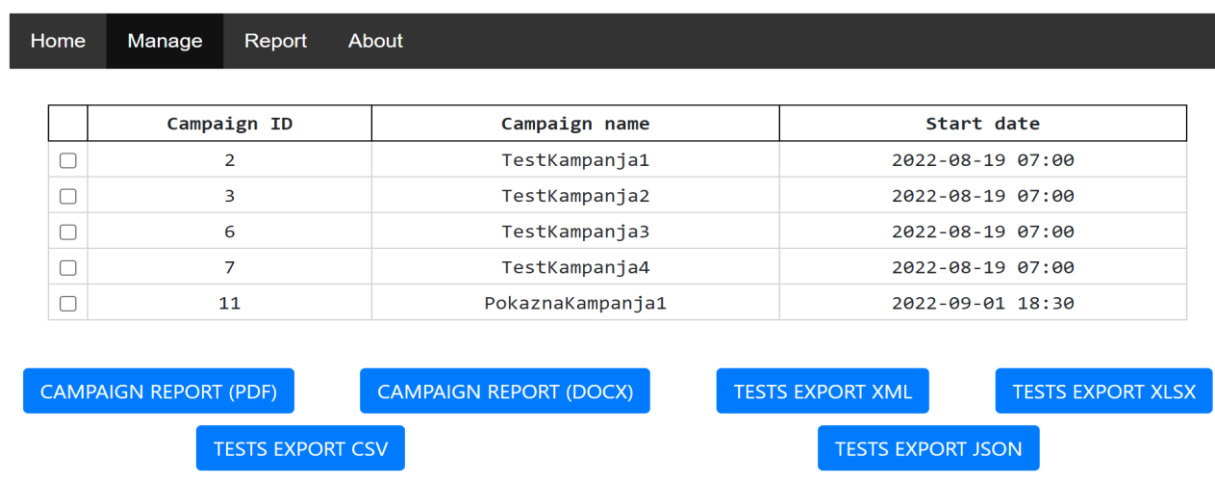 Home Manage Report About
Campaign ID Campaign name Start date
2 TestKampanja1 2022-08-19 07:00
3 TestKampanja2 2022-08-19 07:00
6 TestKampanja3 2022-08-19 07:00
7 TestKampanja4 2022-08-19 07:00
11 PokaznaKampanja1 2022-09-01 18:30
CAMPAIGN REPORT (PDF) CAMPAIGN REPORT (DOCX) TESTS EXPORT XML TESTS EXPORT XLSX
TESTS EXPORT CSV TESTS EXPORT JSON